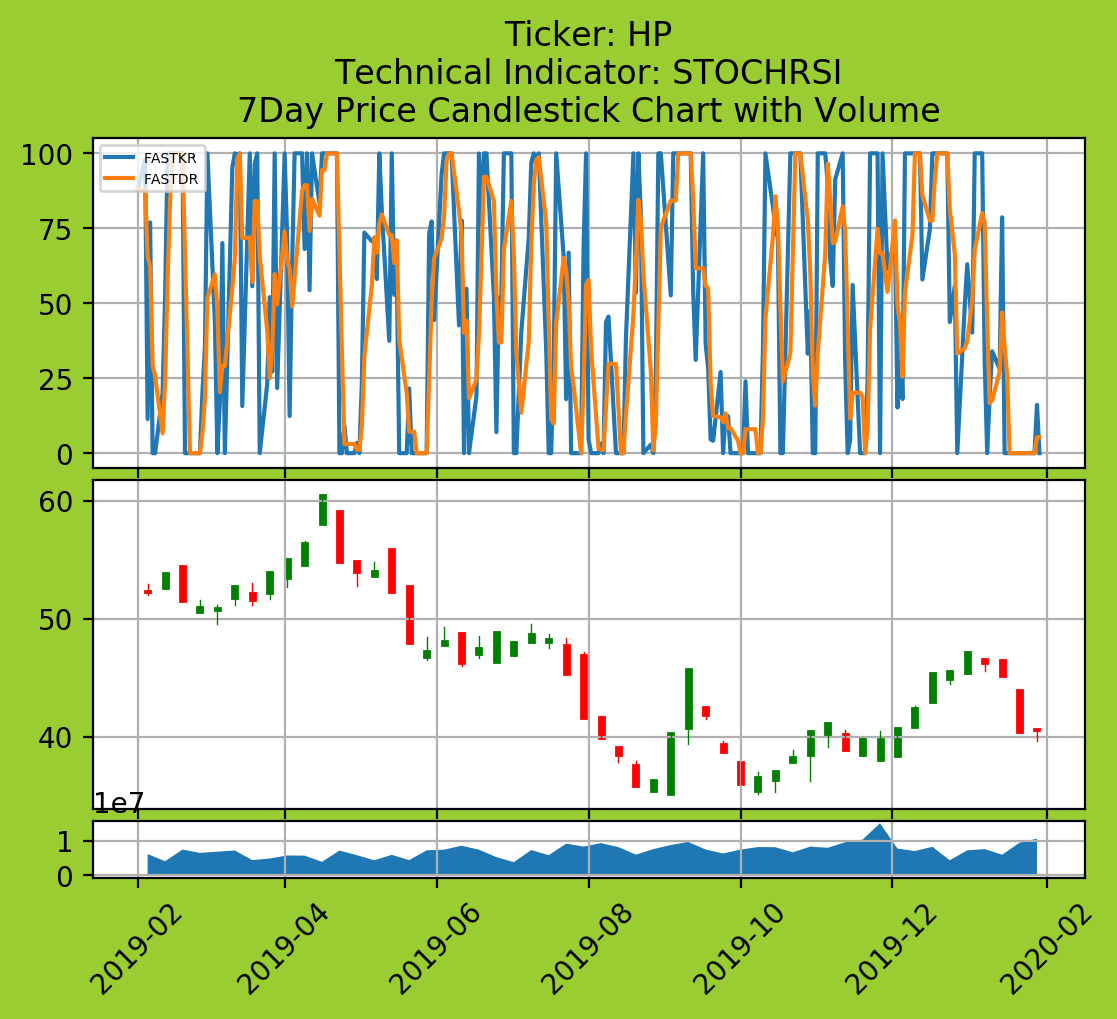 Ticker: HP
Technical Indicator: STOCHRSI
7Day Price Candlestick Chart with Volume
100
75
50
25
0
FASTKR
FASTDR
60
50
40
1e7
1
0
2019-02
2019-04
2019-06
2019-08
2019-10
2019-12
2020-02